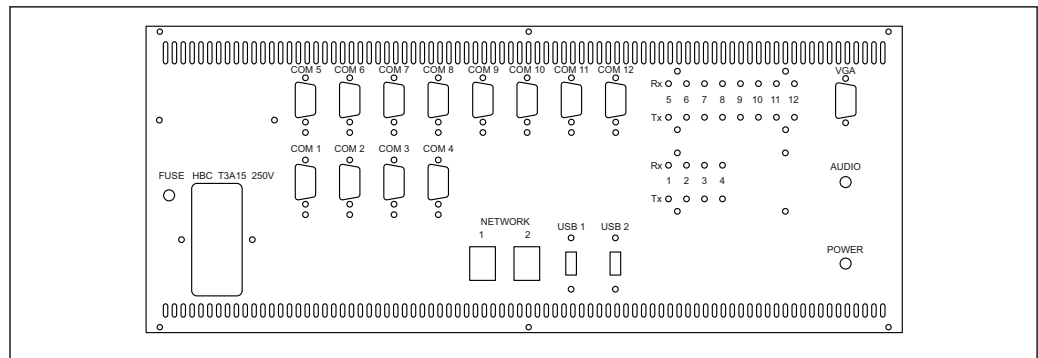 COM 5 COM 6 COM 7 COM 8 COM 9 COM 10 COM 11 COM 12 VGA
Rx
5 6 7 8 9 10 11 12
Tx
COM 1 COM 2 COM 3 COM 4
Rx
1 2 3 4
Tx
AUDIO
FUSE HBC T3A15 250V
NETWORK
1 2
USB 1 USB 2
POWER